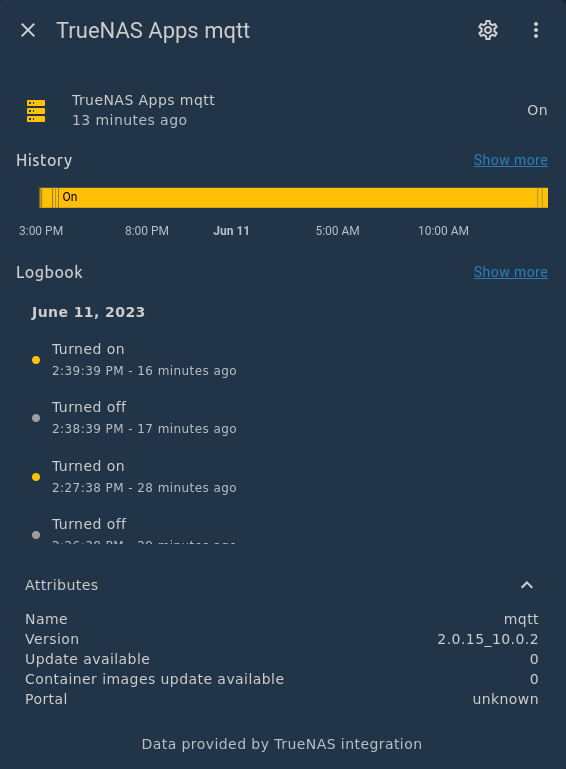 TrueNAS Apps mqtt
TrueNAS Apps mqtt
13 minutes ago
On
History
Show more
On
3:00 PM 8:00 PM Jun 11 5:00 AM 10:00 AM
Logbook
Show more
June 11, 2023
Turned on
2:39:39 PM - 16 minutes ago
Turned off
2:38:39 PM - 17 minutes ago
Turned on
2:27:38 PM - 28 minutes ago
Turned off
Attributes
Name mqtt
Version 2.0.15_10.0.2
Update available 0
Container images update available 0
Portal unknown
Data provided by TrueNAS integration